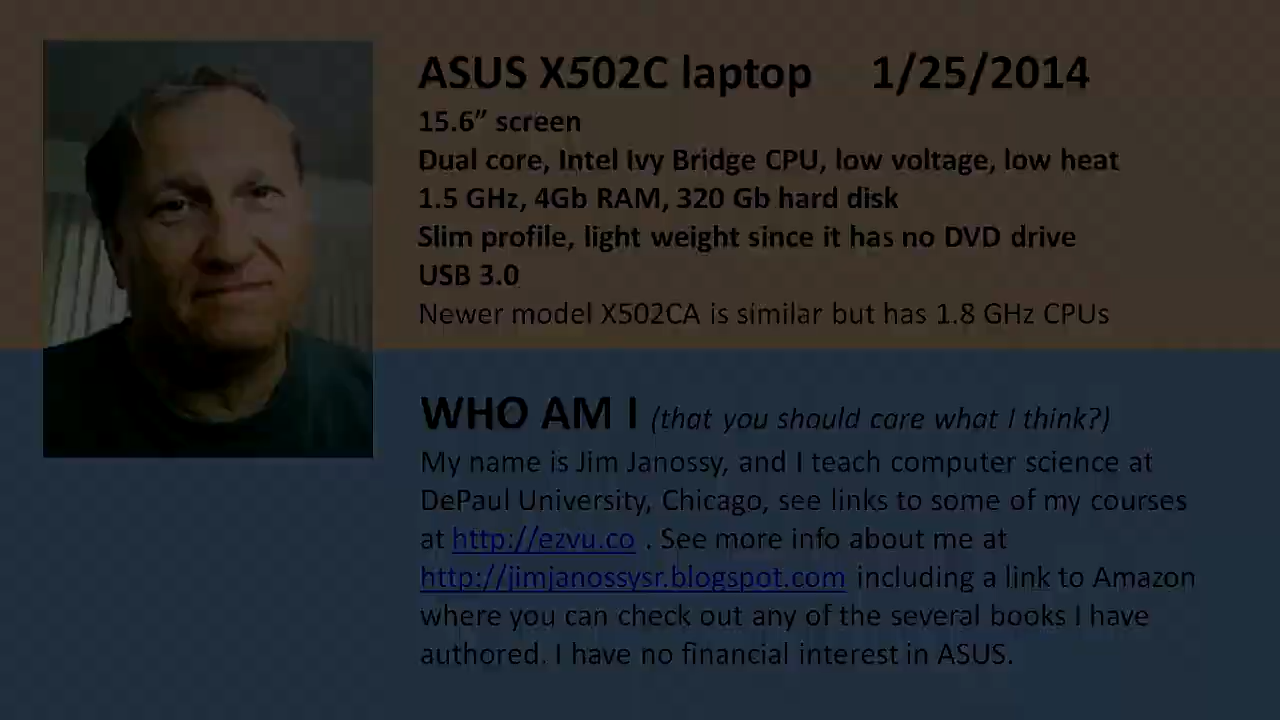 ASUS X502C laptop 1/25/2014
15.6” screen
Dual core, Intel Ivy Bridge CPU, low voltage, low heat
1.5 GHz, 4Gb RAM, 320 Gb hard disk
Slim profile, light weight since it has no DVD drive
USB 3.0
Newer model X502CA is similar but has 1.8 GHz CPUs
WHO AM I (that you should care what I think?)
My name is Jim Janossy, and I teach computer science at
DePaul University, Chicago, see links to some of my courses
at http://ezvu.co . See more info about me at
http://jimjanossysr.blogspot.com including a link to Amazon
where you can check out any of the several books I have
authored. I have no financial interest in ASUS.